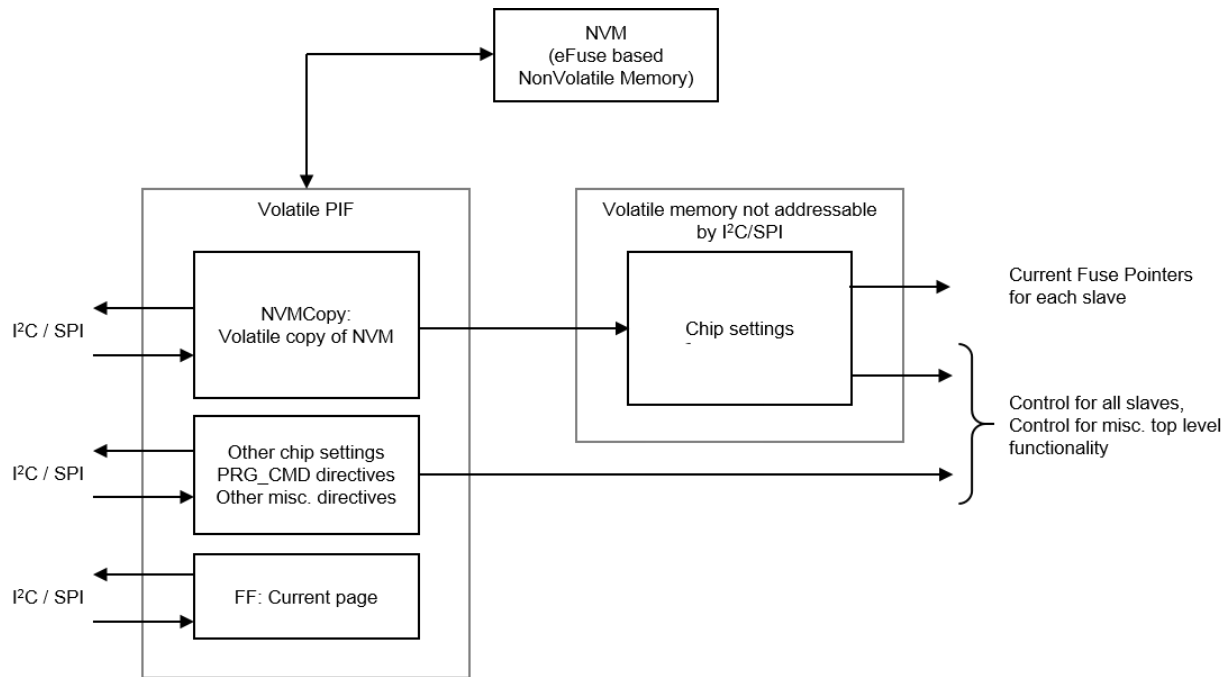 NVM
(eFuse based
NonVolatile Memory)
Volatile PIF
Volatile memory not addressable
by I²C/SPI
NVMCopy:
Volatile copy of NVM
I²C / SPI
Chip settings
Current Fuse Pointers
for each slave
Other chip settings
PRG_CMD directives
Other misc. directives
I²C / SPI
Control for all slaves,
Control for misc. top level
functionality
FF: Current page
I²C / SPI